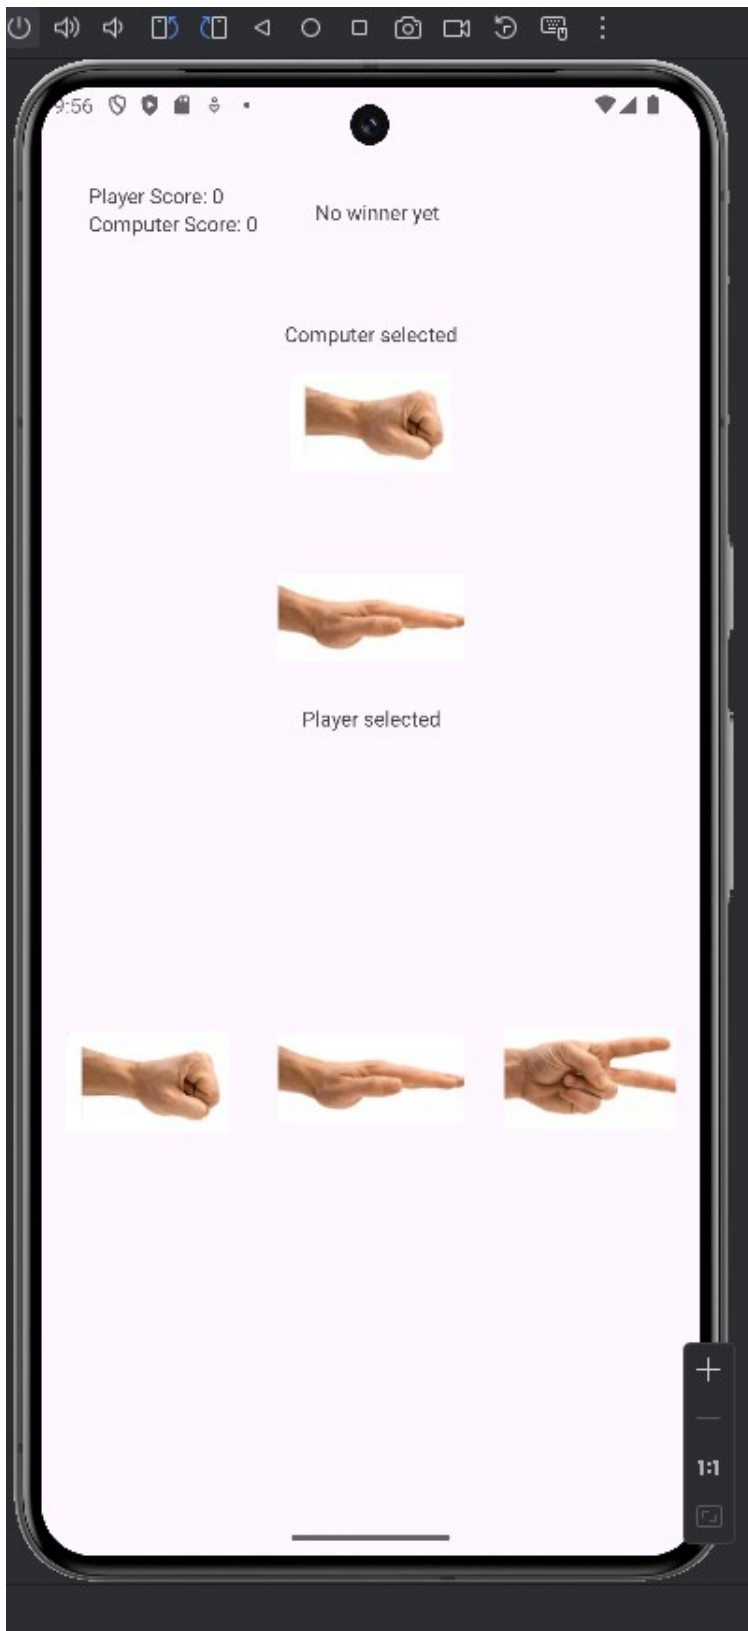 9:56
Player Score: 0
Computer Score: 0
No winner yet
Computer selected
Player selected
1:1